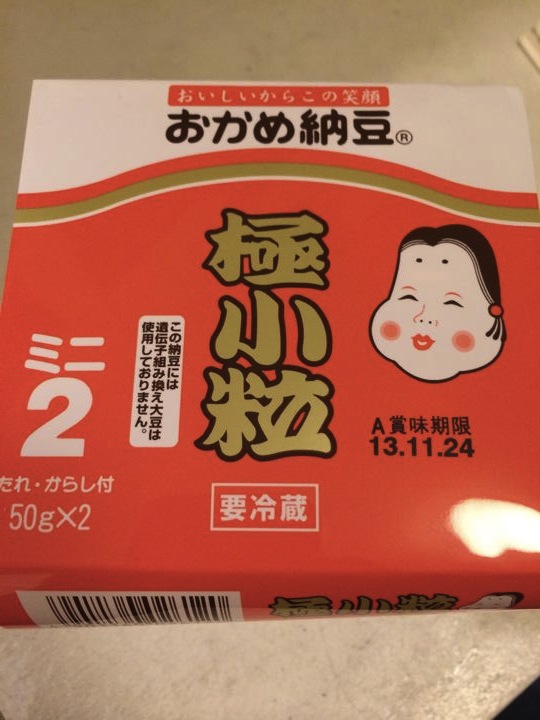 おいしいからこの笑顔
おかめ納豆®
極小粒
ミニ
2
この納豆には
遺伝子組み換え大豆は
使用しておりません。
A賞味期限
13.11.24
たれ・からし付
50g×2
要冷蔵
極小粒